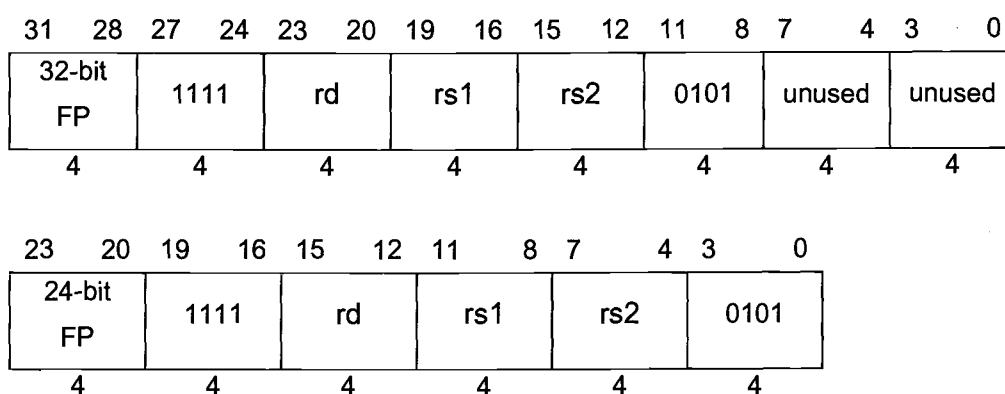 31 28 27 24 23 20 19 16 15 12 11 8 7 4 3 0
32-bit FP 1111 rd rs1 rs2 0101 unused unused
4 4 4 4 4 4 4 4
23 20 19 16 15 12 11 8 7 4 3 0
24-bit FP 1111 rd rs1 rs2 0101
4 4 4 4 4 4